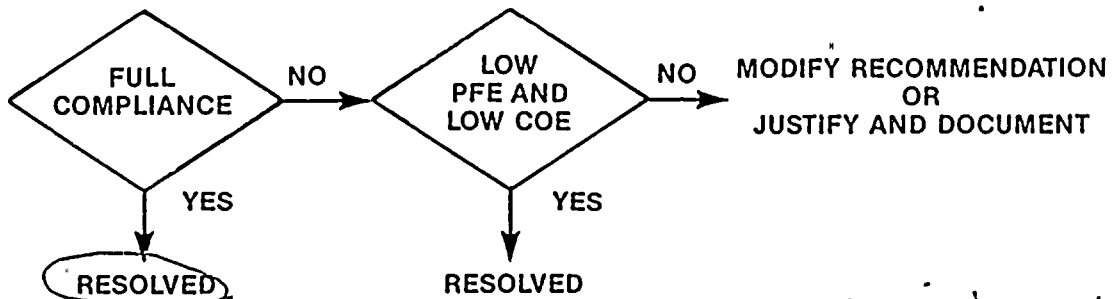 FULL
COMPLIANCE
NO
LOW
PFE AND
LOW COE
NO
MODIFY RECOMMENDATION
OR
JUSTIFY AND DOCUMENT
YES
YES
RESOLVED
RESOLVED